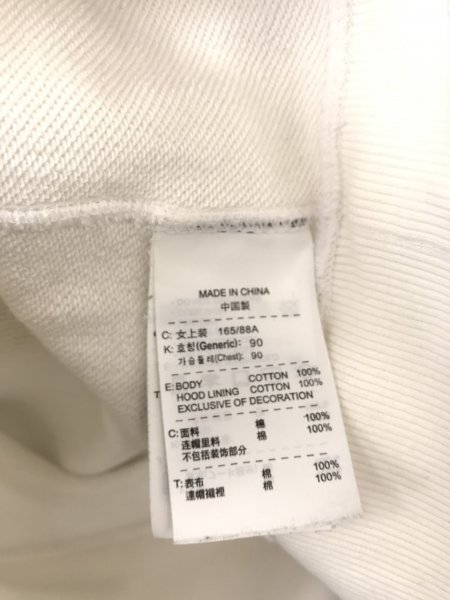 MADE IN CHINA
中国製
C: 女上装 165/88A
K: 호칭(Generic): 90
가슴둘레(Chest): 90
E: BODY COTTON 100%
HOOD LINING COTTON 100%
EXCLUSIVE OF DECORATION
C: 面料 棉 100%
连帽里料 棉 100%
不包括装饰部分
T: 表布 棉 100%
連帽襯裡 棉 100%